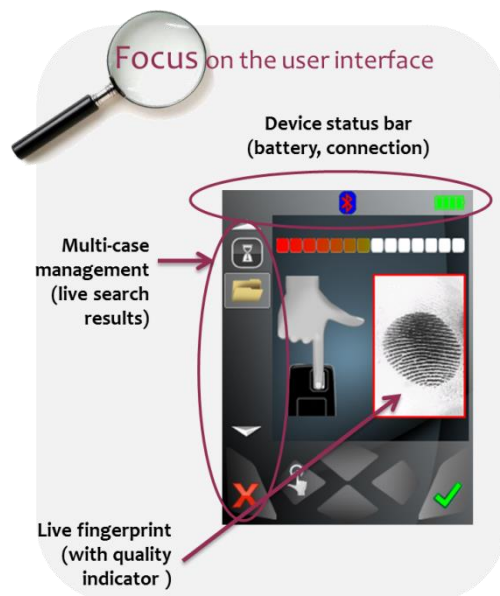 Focus on the user interface
Device status bar
(battery, connection)
Multi-case
management
(live search
results)
Live fingerprint
(with quality
indicator )